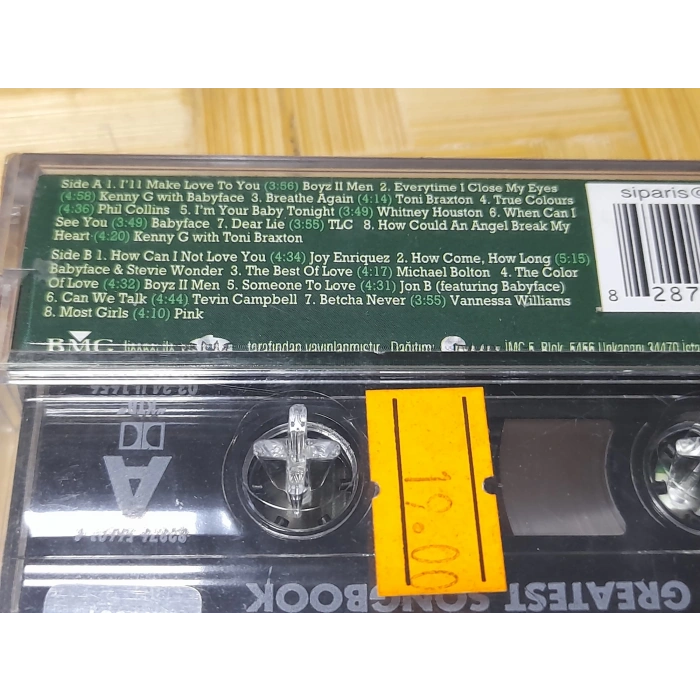 Side A 1. I'll Make Love To You (3:56) Boyz II Men 2. Everytime I Close My Eyes
(4:58) Kenny G with Babyface 3. Breathe Again (4:14) Toni Braxton 4. True Colours
(4:36) Phil Collins 5. I'm Your Baby Tonight (3:49) Whitney Houston 6. When Can I
See You (3:49) Babyface 7. Dear Lie (3:55) TLC 8. How Could An Angel Break My
Heart (4:20) Kenny G with Toni Braxton
Side B 1. How Can I Not Love You (4:34) Joy Enriquez 2. How Come, How Long (5:15)
Babyface & Stevie Wonder 3. The Best Of Love (4:17) Michael Bolton 4. The Color
Of Love (4:32) Boyz II Men 5. Someone To Love (4:31) Jon B (featuring Babyface)
6. Can We Talk (4:44) Tevin Campbell 7. Betcha Never (3:55) Vannessa Williams
8. Most Girls (4:10) Pink
siparis
8 287
BMG tarafından yayınlanmıştır. Dağıtım: İMC 5. Blok 34470
A
19.00
GREATEST SONGBOOK